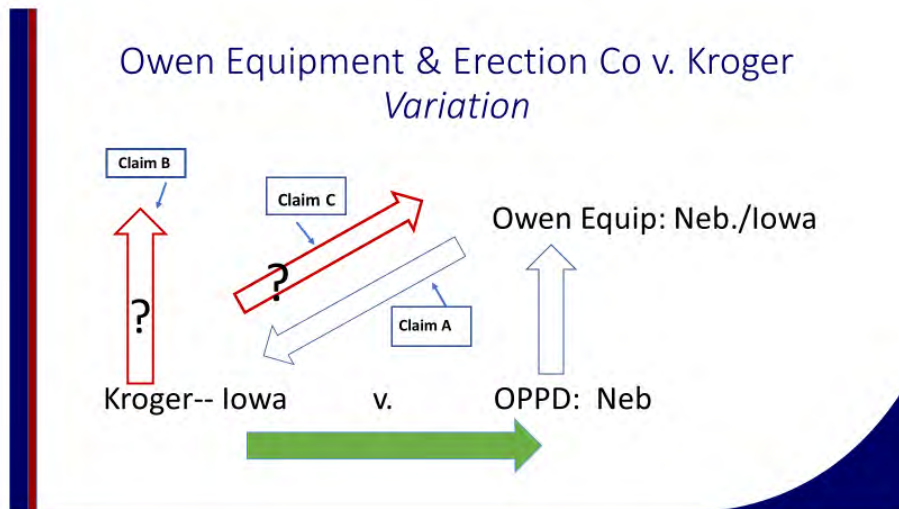 Owen Equipment & Erection Co v. Kroger
Variation
Claim B
Claim C
Owen Equip: Neb./Iowa
?
?
Claim A
Kroger-- Iowa v. OPPD: Neb